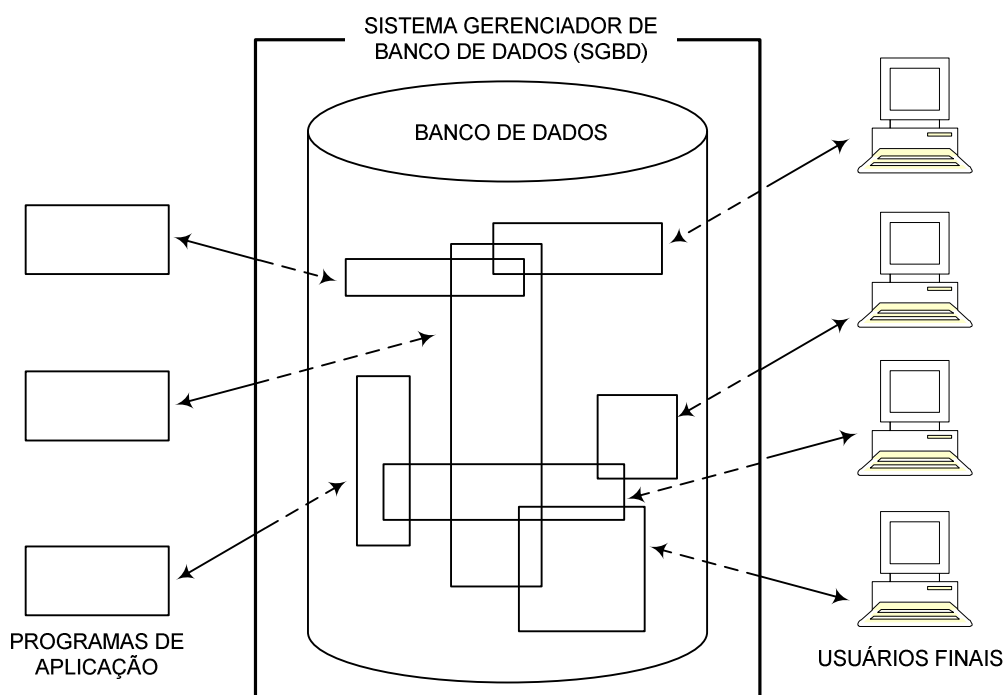 SISTEMA GERENCIADOR DE
BANCO DE DADOS (SGBD)
BANCO DE DADOS
PROGRAMAS DE
APLICAÇÃO
USUÁRIOS FINAIS